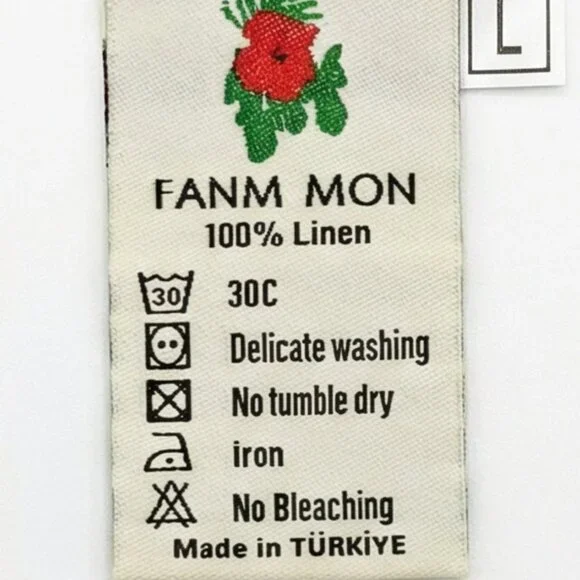 L
FANM MON
100% Linen
30 30C
Delicate washing
No tumble dry
iron
No Bleaching
Made in TÜRKİYE